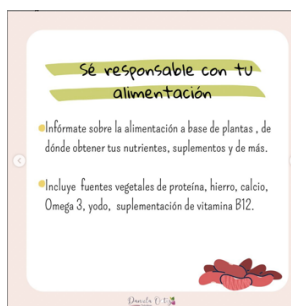 Sé responsable con tu
alimentación
Infórmate sobre la alimentación a base de plantas , de
dónde obtener tus nutrientes, suplementos y de más.
Incluye fuentes vegetales de proteína, hierro, calcio,
Omega 3, yodo, suplementación de vitamina B12.